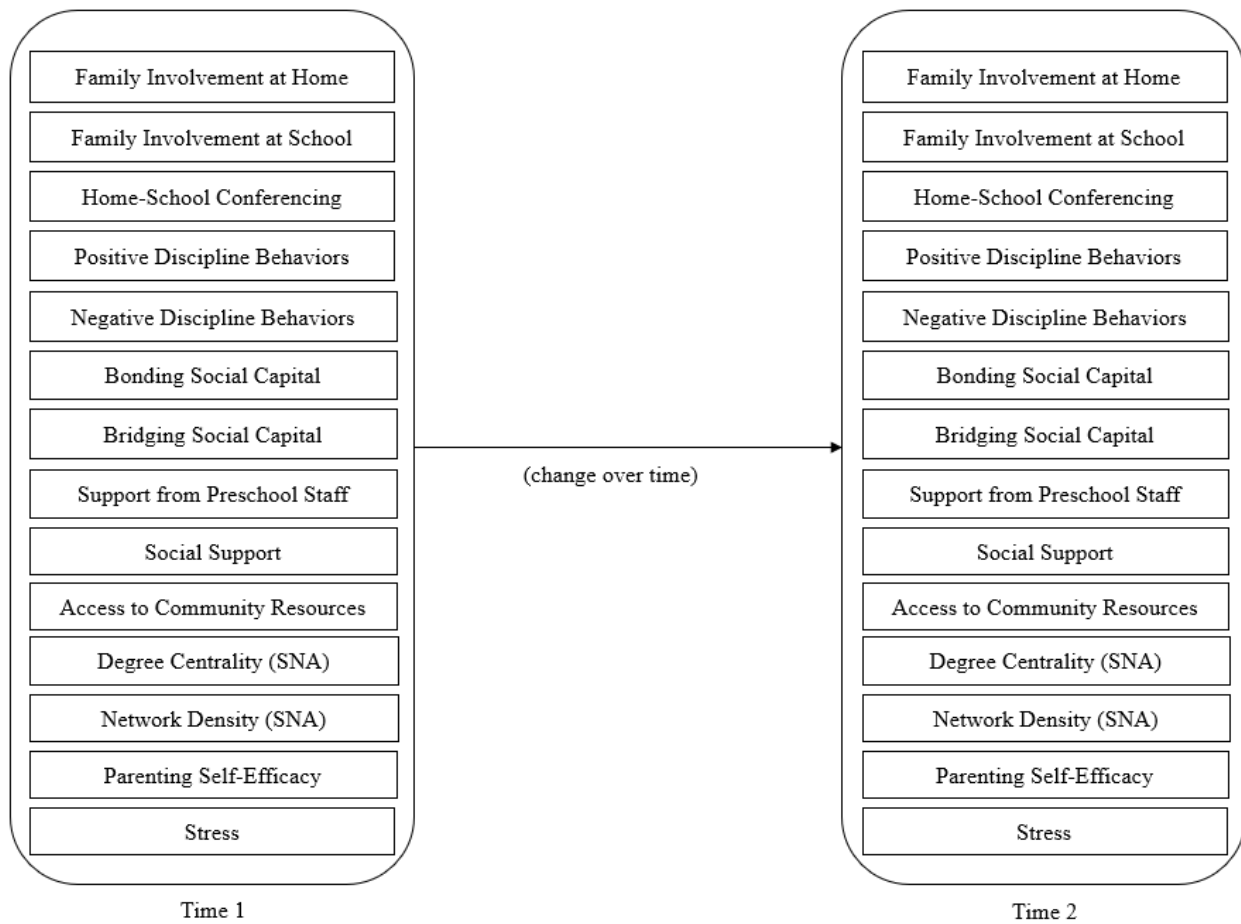 Family Involvement at Home
Family Involvement at School
Home-School Conferencing
Positive Discipline Behaviors
Negative Discipline Behaviors
Bonding Social Capital
Bridging Social Capital
Support from Preschool Staff
Social Support
Access to Community Resources
Degree Centrality (SNA)
Network Density (SNA)
Parenting Self-Efficacy
Stress
Time 1
(change over time)
Family Involvement at Home
Family Involvement at School
Home-School Conferencing
Positive Discipline Behaviors
Negative Discipline Behaviors
Bonding Social Capital
Bridging Social Capital
Support from Preschool Staff
Social Support
Access to Community Resources
Degree Centrality (SNA)
Network Density (SNA)
Parenting Self-Efficacy
Stress
Time 2